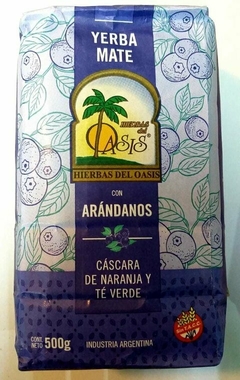 YERBA
MATE
HIERBAS
del
OASIS
HIERBAS DEL OASIS
CON
ARÁNDANOS
CÁSCARA
DE NARANJA Y
TÉ VERDE
CONT.
NETO 500g
INDUSTRIA ARGENTINA
SIN T.A.C.C.